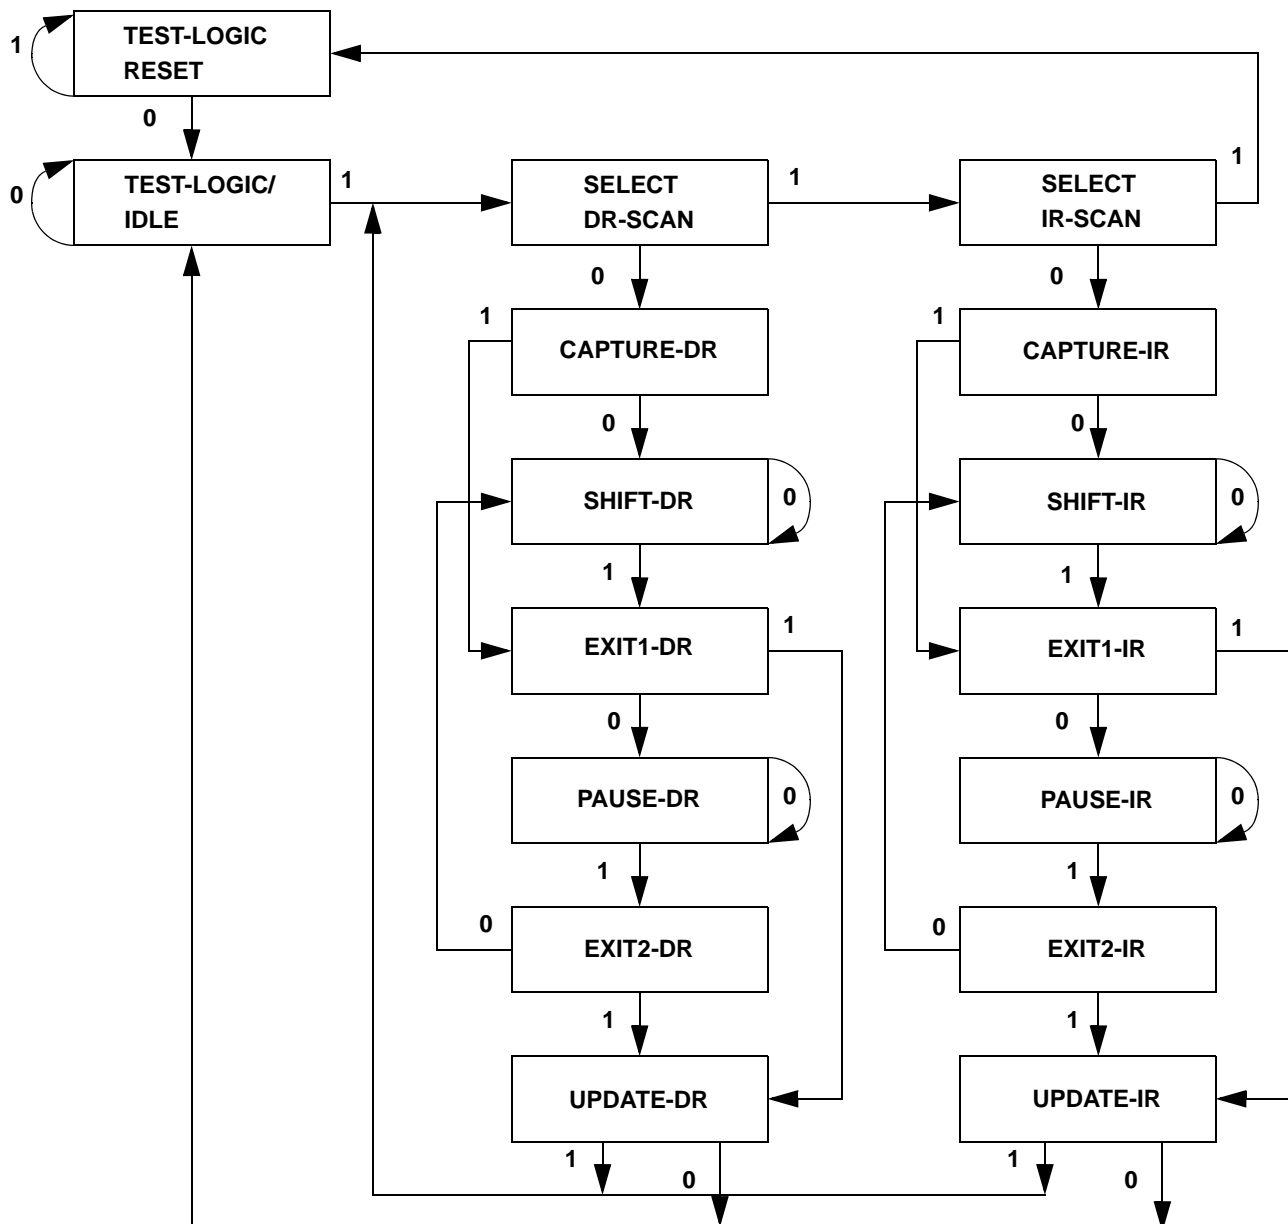 TEST-LOGIC
RESET
1
0
TEST-LOGIC/
IDLE
0
1
SELECT
DR-SCAN
1
SELECT
IR-SCAN
1
0
0
1
CAPTURE-DR
1
CAPTURE-IR
0
0
SHIFT-DR
0
SHIFT-IR
0
1
1
EXIT1-DR
1
EXIT1-IR
1
0
0
PAUSE-DR
0
PAUSE-IR
0
1
1
0
EXIT2-DR
0
EXIT2-IR
1
1
UPDATE-DR
UPDATE-IR
1
0
1
0